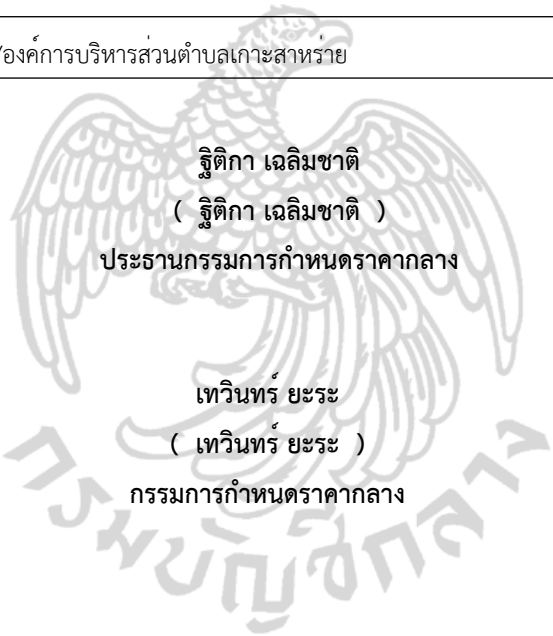 /องค์การบริหารส่วนตำบลเกาะสาหร่าย
ฐิติกา เฉลิมชาติ
( ฐิติกา เฉลิมชาติ )
ประธานกรรมการกำหนดราคากลาง
เทวินทร์ ยะระ
( เทวินทร์ ยะระ )
กรรมการกำหนดราคากลาง
กรมบัญชีกลาง